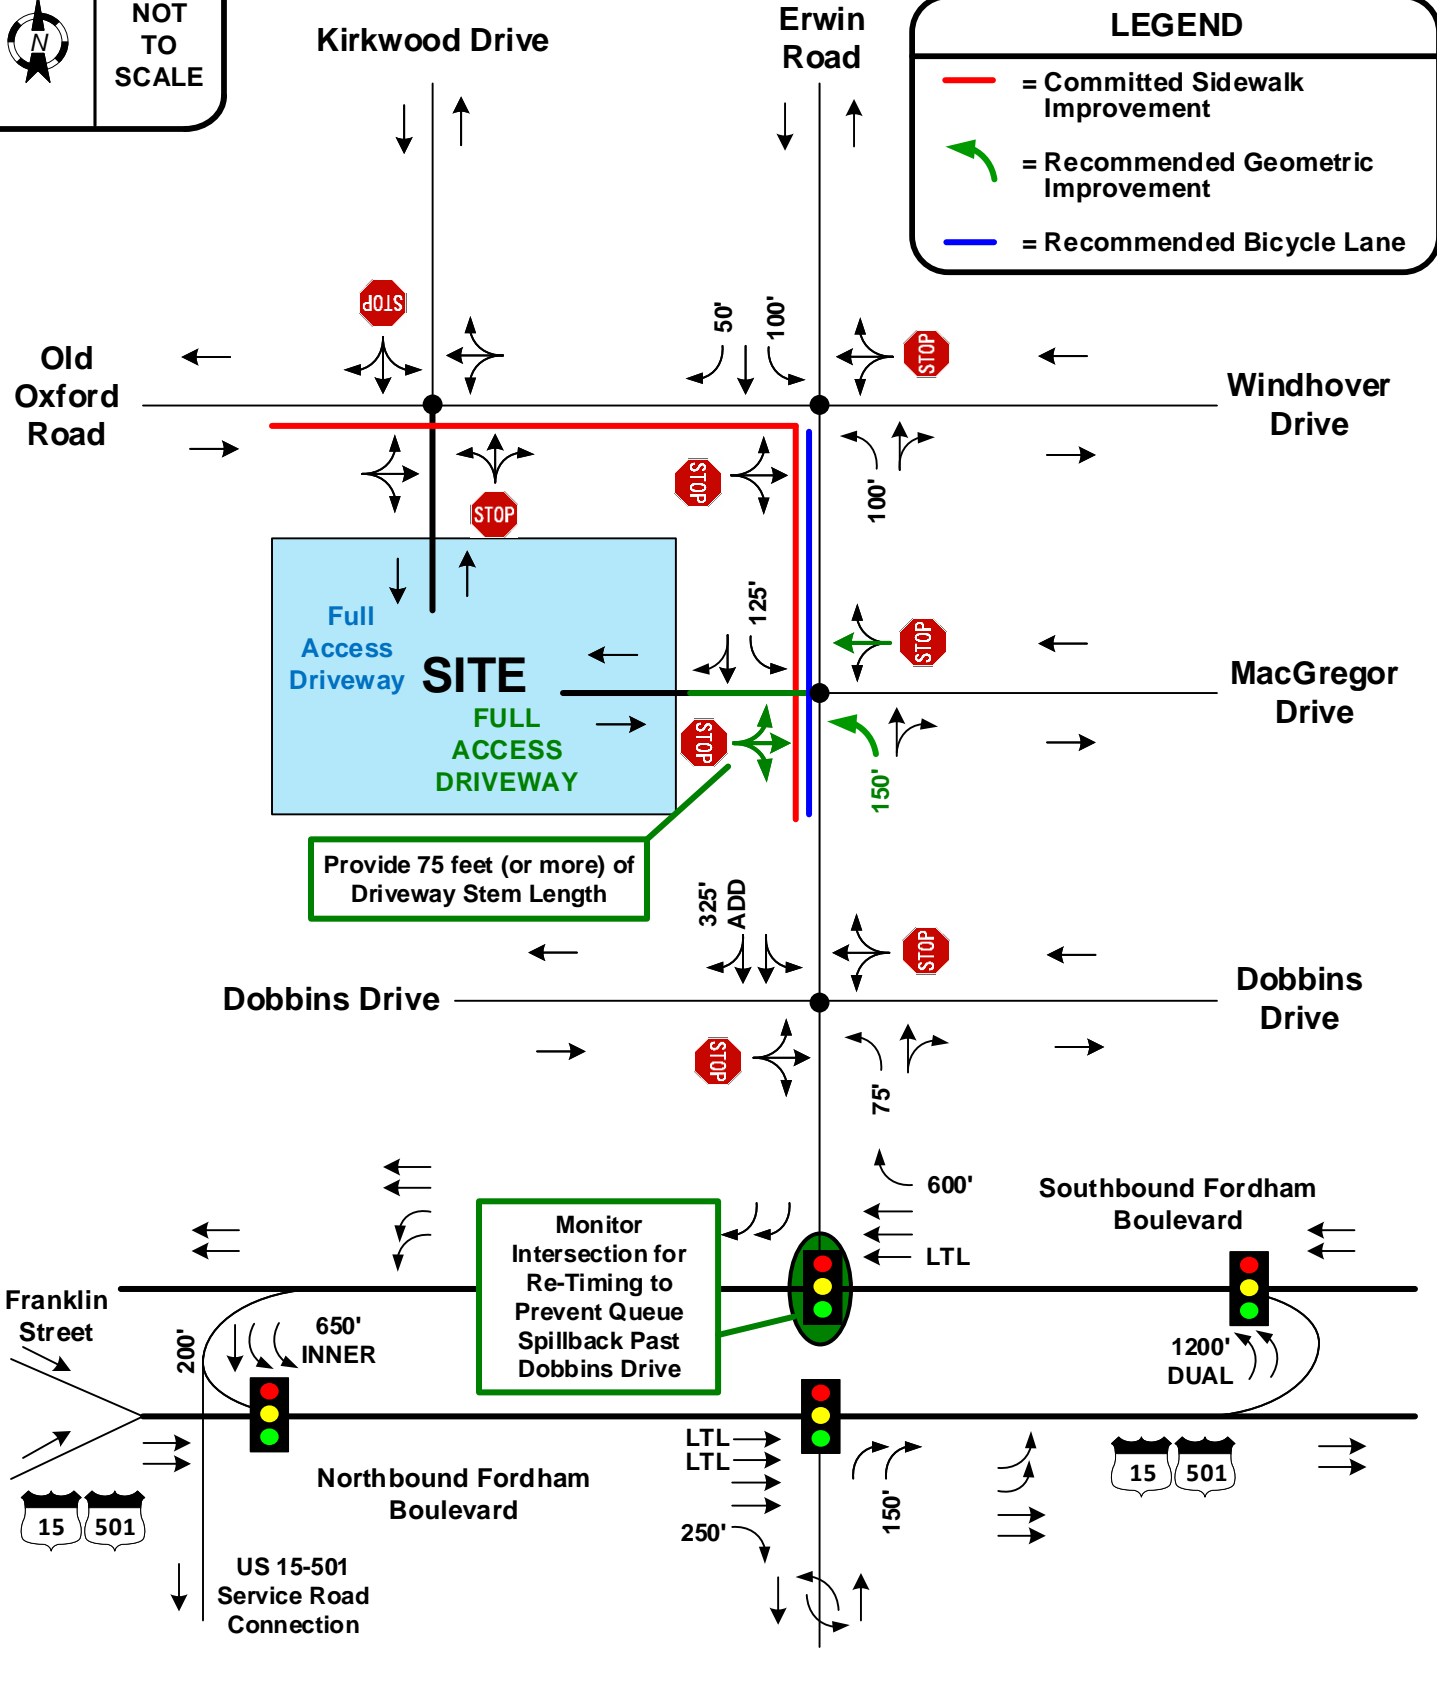 N
NOT
TO
SCALE
Kirkwood Drive
Erwin
Road
LEGEND
= Committed Sidewalk
Improvement
= Recommended Geometric
Improvement
= Recommended Bicycle Lane
STOP
50'
100'
STOP
Old
Oxford
Road
Windhover
Drive
STOP
STOP
100'
Full
Access
Driveway
SITE
125'
STOP
MacGregor
Drive
FULL
ACCESS
DRIVEWAY
STOP
150'
Provide 75 feet (or more) of
Driveway Stem Length
325'
ADD
STOP
Dobbins Drive
Dobbins
Drive
STOP
75'
600'
Southbound Fordham
Boulevard
LTL
Monitor
Intersection for
Re-Timing to
Prevent Queue
Spillback Past
Dobbins Drive
Franklin
Street
200'
650'
INNER
1200'
DUAL
LTL
LTL
150'
250'
Northbound Fordham
Boulevard
15
501
15
501
US 15-501
Service Road
Connection